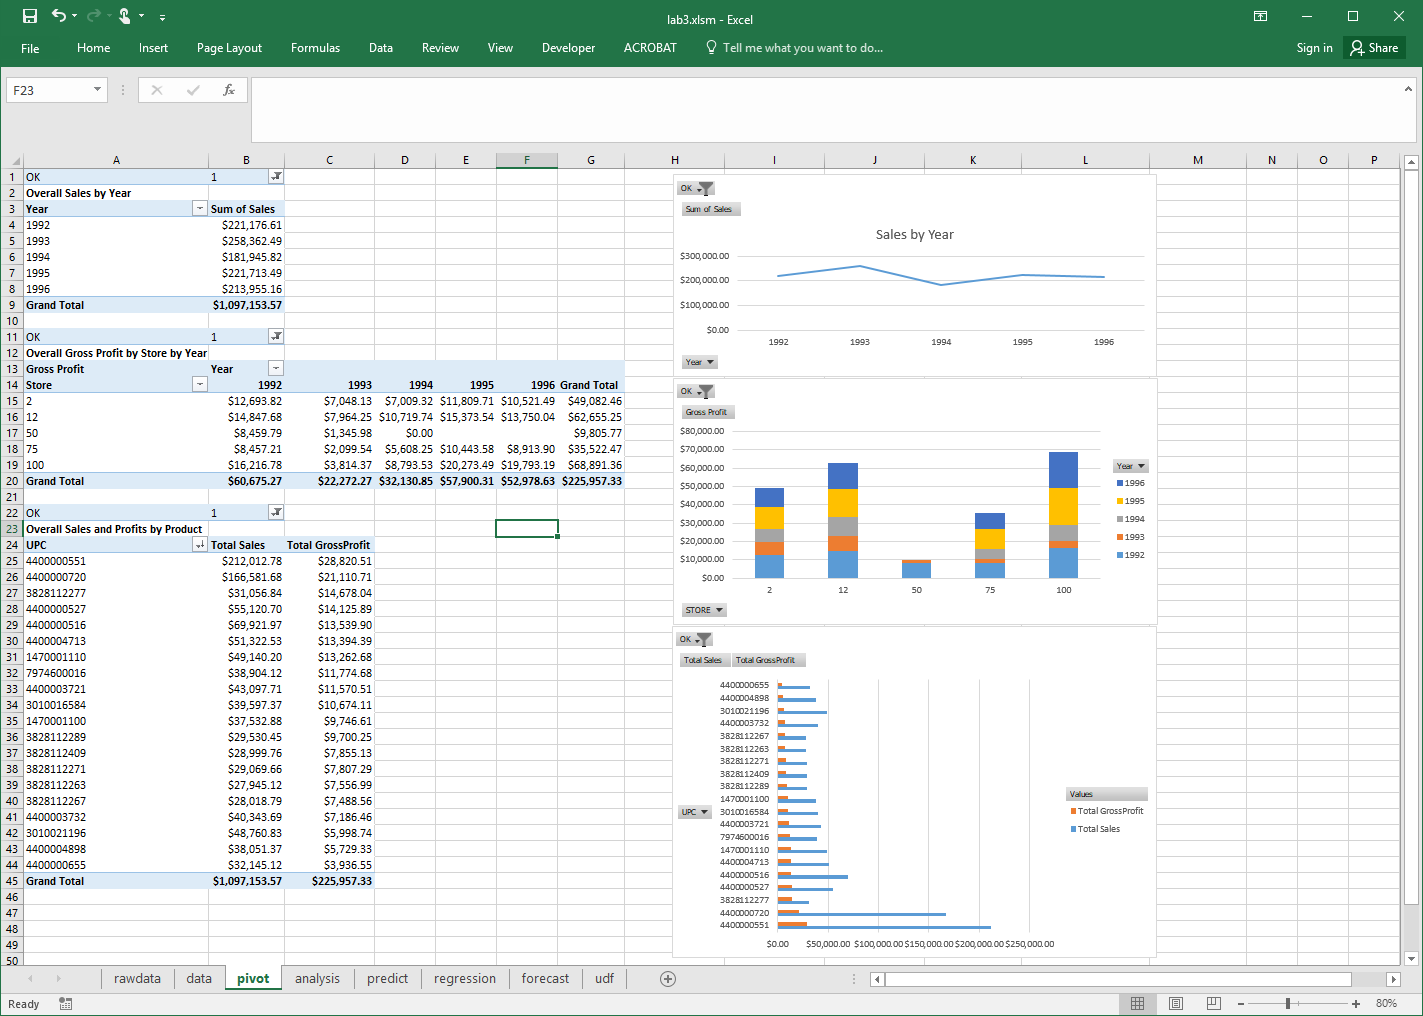 lab3.xlsm - Excel
File Home Insert Page Layout Formulas Data Review View Developer ACROBAT Tell me what you want to do... Sign in Share
F23 fx
A B C D E F G H I J K L M N O P
1 OK 1
2 Overall Sales by Year
3 Year Sum of Sales
4 1992 $221,176.61
5 1993 $258,362.49
6 1994 $181,945.82
7 1995 $221,713.49
8 1996 $213,955.16
9 Grand Total $1,097,153.57
10
11 OK 1
12 Overall Gross Profit by Store by Year
13 Gross Profit Year
14 Store 1992 1993 1994 1995 1996 Grand Total
15 2 $12,693.82 $7,048.13 $7,009.32 $11,809.71 $10,521.49 $49,082.46
16 12 $14,847.68 $7,964.25 $10,719.74 $15,373.54 $13,750.04 $62,655.25
17 50 $8,459.79 $1,345.98 $0.00 $9,805.77
18 75 $8,457.21 $2,099.54 $5,608.25 $10,443.58 $8,913.90 $35,522.47
19 100 $16,216.78 $3,814.37 $8,793.53 $20,273.49 $19,793.19 $68,891.36
20 Grand Total $60,675.27 $22,272.27 $32,130.85 $57,900.31 $52,978.63 $225,957.33
21
22 OK 1
23 Overall Sales and Profits by Product
24 UPC Total Sales Total GrossProfit
25 4400000551 $212,012.78 $28,820.51
26 4400000720 $166,581.68 $21,110.71
27 3828112277 $31,056.84 $14,678.04
28 4400000527 $55,120.70 $14,125.89
29 4400000516 $69,921.97 $13,539.90
30 4400004713 $51,322.53 $13,394.39
31 1470001110 $49,140.20 $13,262.68
32 7974600016 $38,904.12 $11,774.68
33 4400003721 $43,097.71 $11,570.51
34 3010016584 $39,597.37 $10,674.11
35 1470001100 $37,532.88 $9,746.61
36 3828112289 $29,530.45 $9,700.25
37 3828112409 $28,999.76 $7,855.13
38 3828112271 $29,069.66 $7,807.29
39 3828112263 $27,945.12 $7,556.99
40 3828112267 $28,018.79 $7,488.56
41 4400003732 $40,343.69 $7,186.46
42 3010021196 $48,760.83 $5,998.74
43 4400004898 $38,051.37 $5,729.33
44 4400000655 $32,145.12 $3,936.55
45 Grand Total $1,097,153.57 $225,957.33
46
47
48
49
50
OK
Sum of Sales
Sales by Year
$300,000.00
$200,000.00
$100,000.00
$0.00
1992 1993 1994 1995 1996
Year
OK
Gross Profit
$80,000.00
$70,000.00
$60,000.00
$50,000.00
$40,000.00
$30,000.00
$20,000.00
$10,000.00
$0.00
2 12 50 75 100
STORE
Year
1996
1995
1994
1993
1992
OK
Total Sales Total GrossProfit
4400000655
4400004898
3010021196
4400003732
3828112267
3828112263
3828112271
3828112409
3828112289
1470001100
3010016584
4400003721
7974600016
1470001110
4400004713
4400000516
4400000527
3828112277
4400000720
4400000551
UPC
$0.00 $50,000.00 $100,000.00 $150,000.00 $200,000.00 $250,000.00
Values
Total GrossProfit
Total Sales
rawdata data pivot analysis predict regression forecast udf
Ready 80%